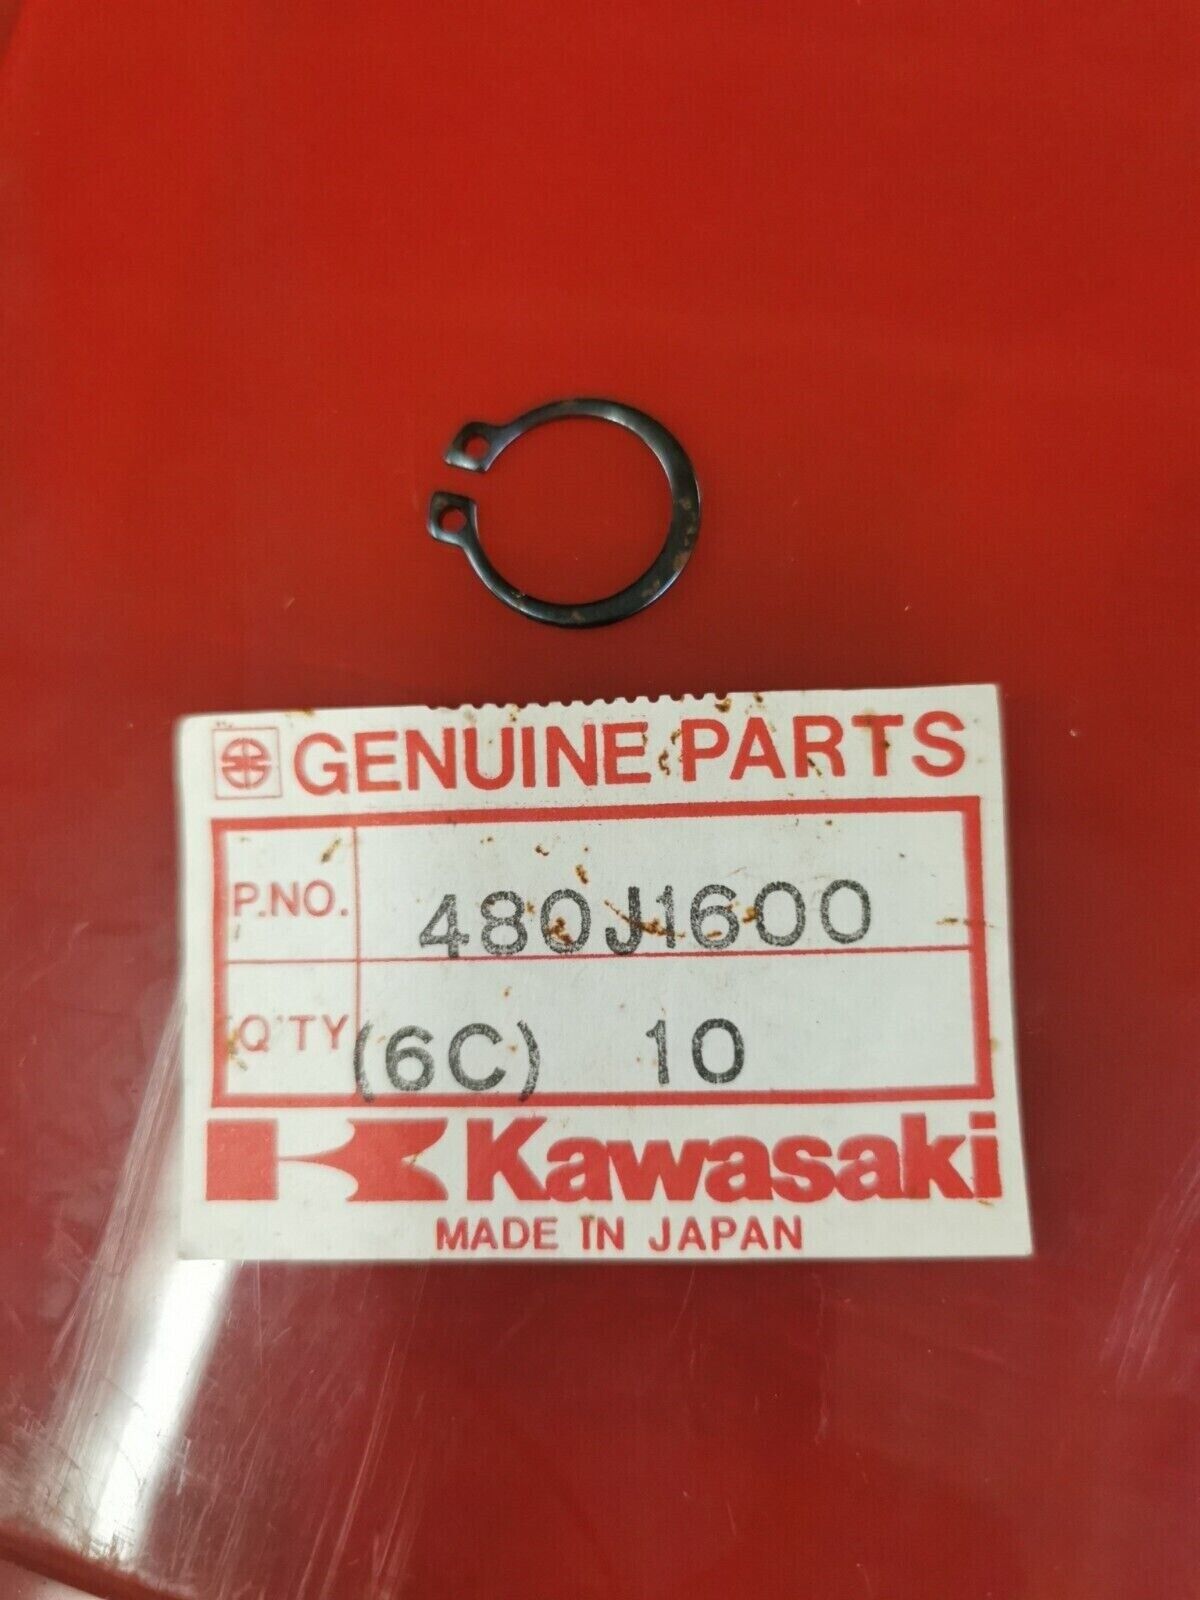 GENUINE PARTS
P.NO. 480J1600
Q'TY (6C) 10
Kawasaki
MADE IN JAPAN